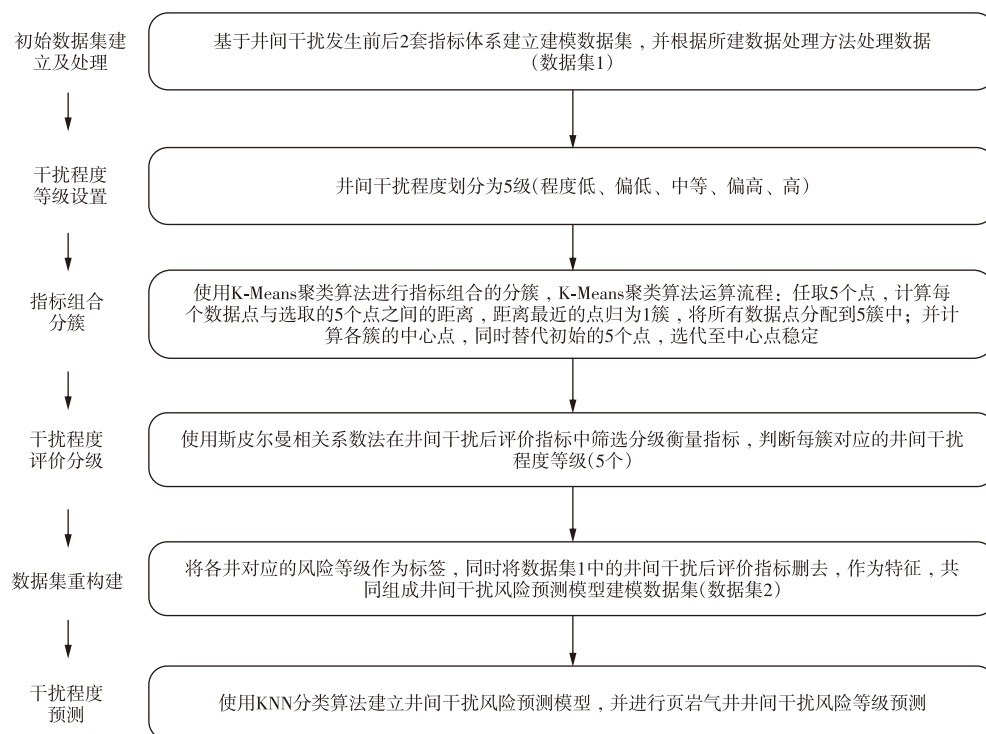 初始数据集建
立及处理
基于井间干扰发生前后2套指标体系建立建模数据集，并根据所建数据处理方法处理数据
(数据集1)
干扰程度
等级设置
井间干扰程度划分为5级(程度低、偏低、中等、偏高、高)
指标组合
分簇
使用K-Means聚类算法进行指标组合的分簇，K-Means聚类算法运算流程：任取5个点，计算每
个数据点与选取的5个点之间的距离，距离最近的点归为1簇，将所有数据点分配到5簇中；并计
算各簇的中心点，同时替代初始的5个点，选代至中心点稳定
干扰程度
评价分级
使用斯皮尔曼相关系数法在井间干扰后评价指标中筛选分级衡量指标，判断每簇对应的井间干扰
程度等级(5个)
数据集重构建
将各井对应的风险等级作为标签，同时将数据集1中的井间干扰后评价指标删去，作为特征，共
同组成井间干扰风险预测模型建模数据集(数据集2)
干扰程度
预测
使用KNN分类算法建立井间干扰风险预测模型，并进行页岩气井井间干扰风险等级预测